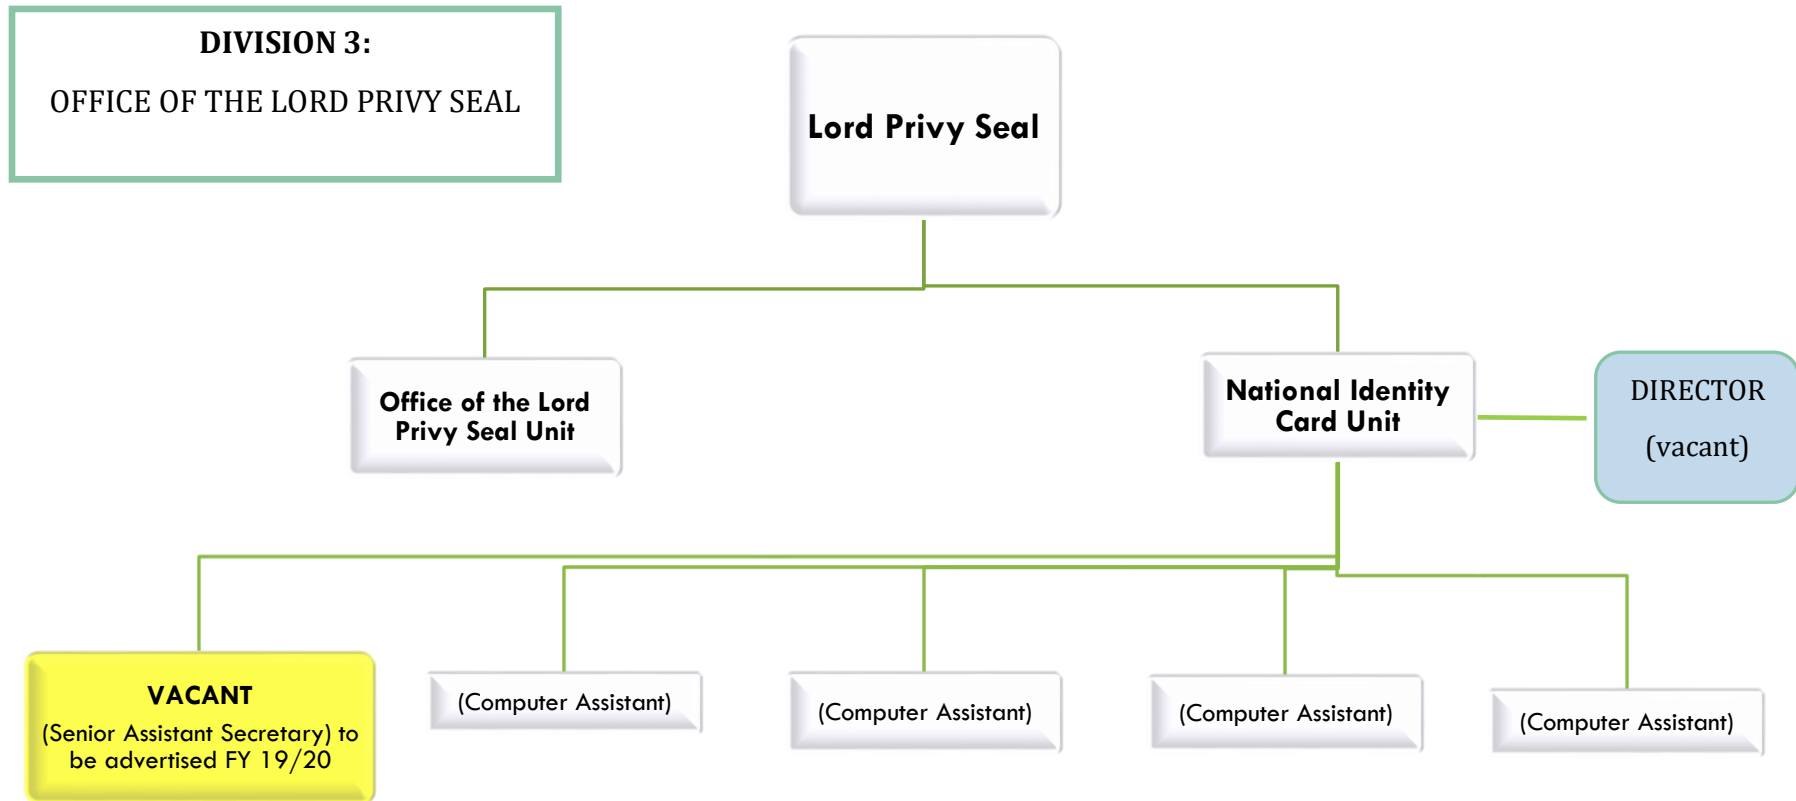 DIVISION 3:
OFFICE OF THE LORD PRIVY SEAL
Lord Privy Seal
Office of the Lord
Privy Seal Unit
National Identity
Card Unit
DIRECTOR
(vacant)
VACANT
(Senior Assistant Secretary) to
be advertised FY 19/20
(Computer Assistant)
(Computer Assistant)
(Computer Assistant)
(Computer Assistant)